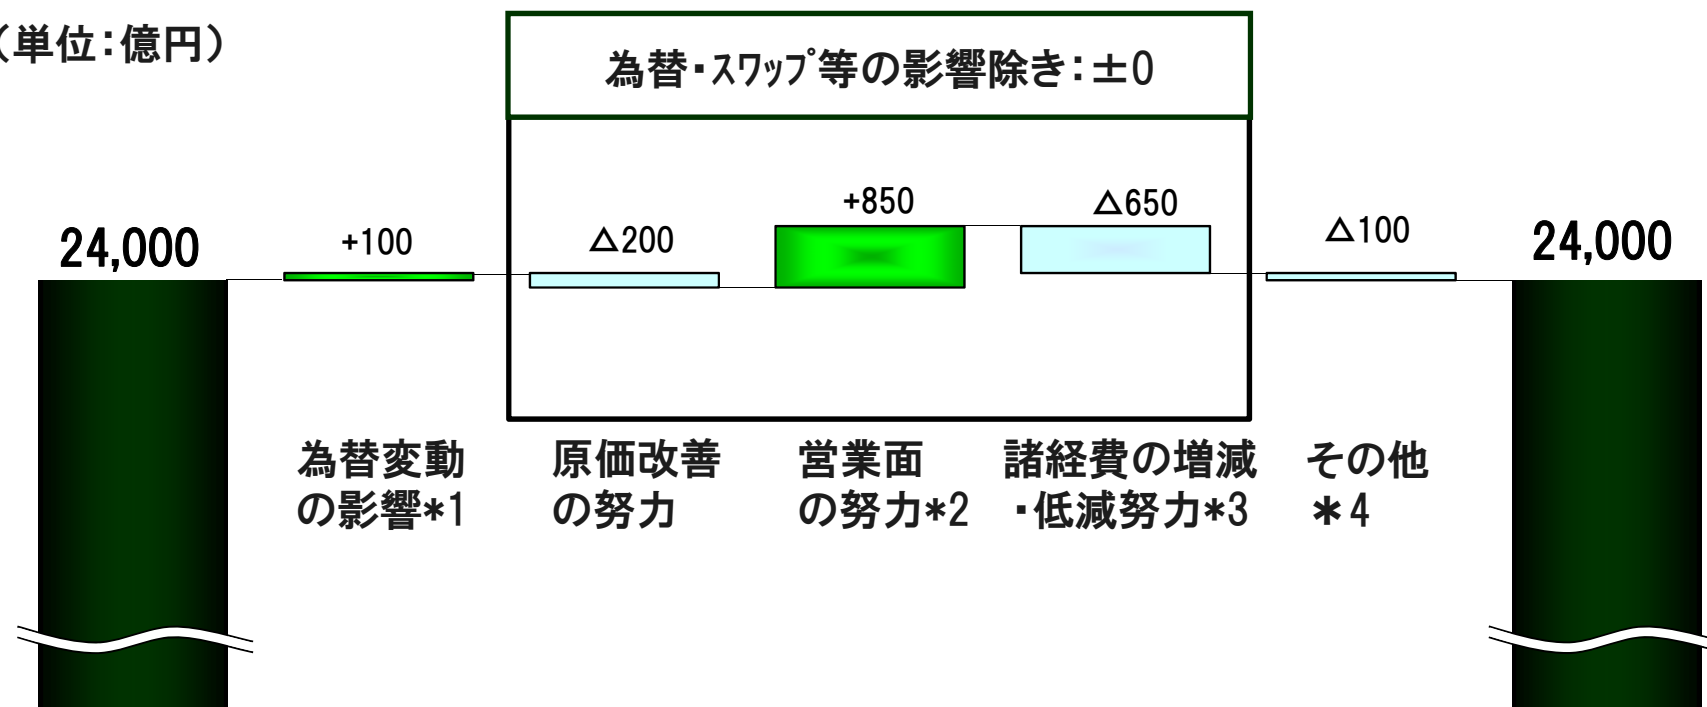 （単位：億円）
為替・ｽﾜｯﾌﾟ等の影響除き：±0
24,000
+100
△200
+850
△650
△100
24,000
為替変動
の影響*1
原価改善
の努力
営業面
の努力*2
諸経費の増減
・低減努力*3
その他
＊4